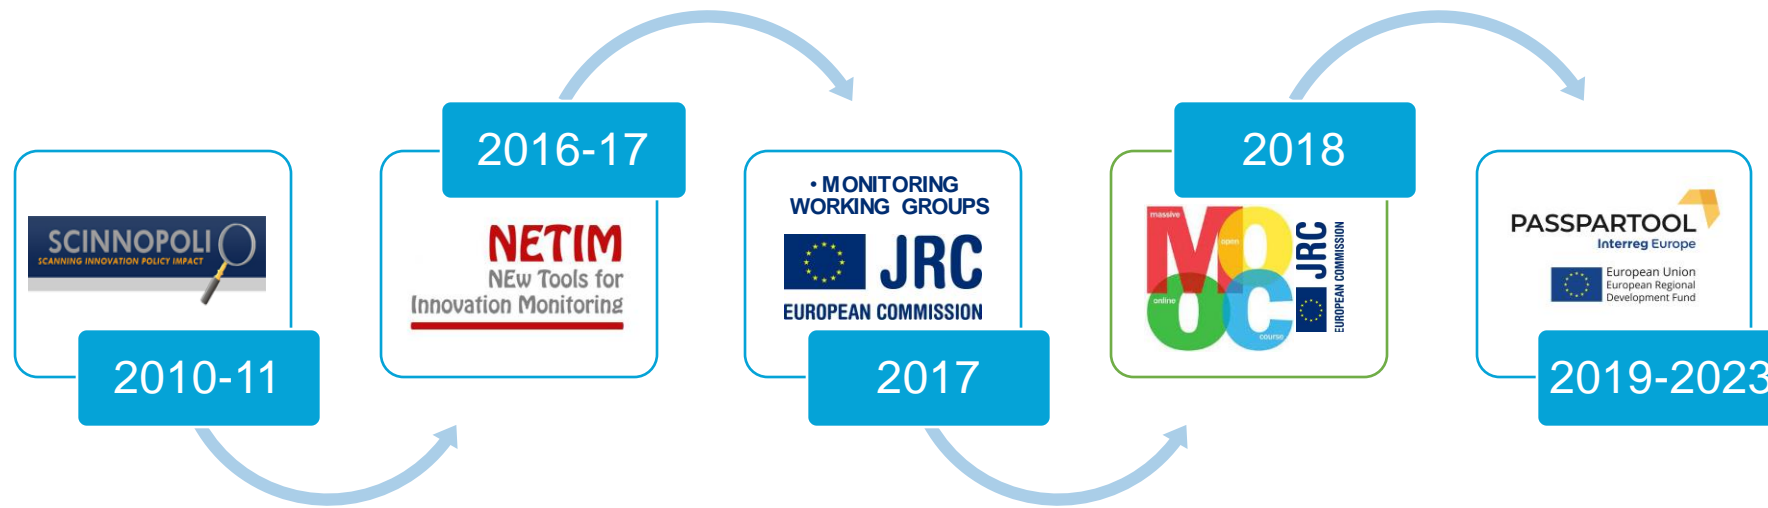 SCINNOPOLI
SCANNING INNOVATION POLICY IMPACT
2010-11
2016-17
NETIM
NEw Tools for
Innovation Monitoring
• MONITORING
WORKING GROUPS
JRC
EUROPEAN COMMISSION
2017
2018
massive
M
open
O
online
O
course
C
JRC
EUROPEAN COMMISSION
PASSPARTOOL
Interreg Europe
European Union
European Regional
Development Fund
2019-2023